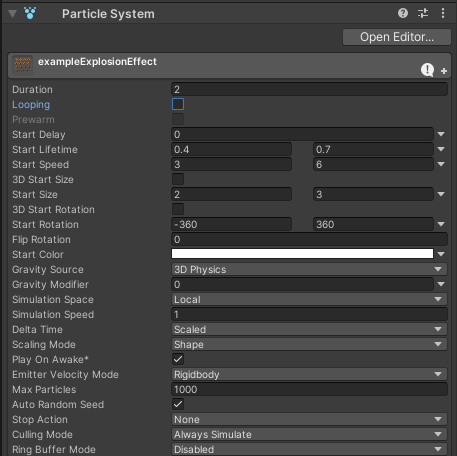 Particle System
Open Editor...
exampleExplosionEffect
Duration 2
Looping
Prewarm
Start Delay 0
Start Lifetime 0.4 0.7
Start Speed 3 6
3D Start Size
Start Size 2 3
3D Start Rotation
Start Rotation -360 360
Flip Rotation 0
Start Color
Gravity Source 3D Physics
Gravity Modifier 0
Simulation Space Local
Simulation Speed 1
Delta Time Scaled
Scaling Mode Shape
Play On Awake*
Emitter Velocity Mode Rigidbody
Max Particles 1000
Auto Random Seed
Stop Action None
Culling Mode Always Simulate
Ring Buffer Mode Disabled